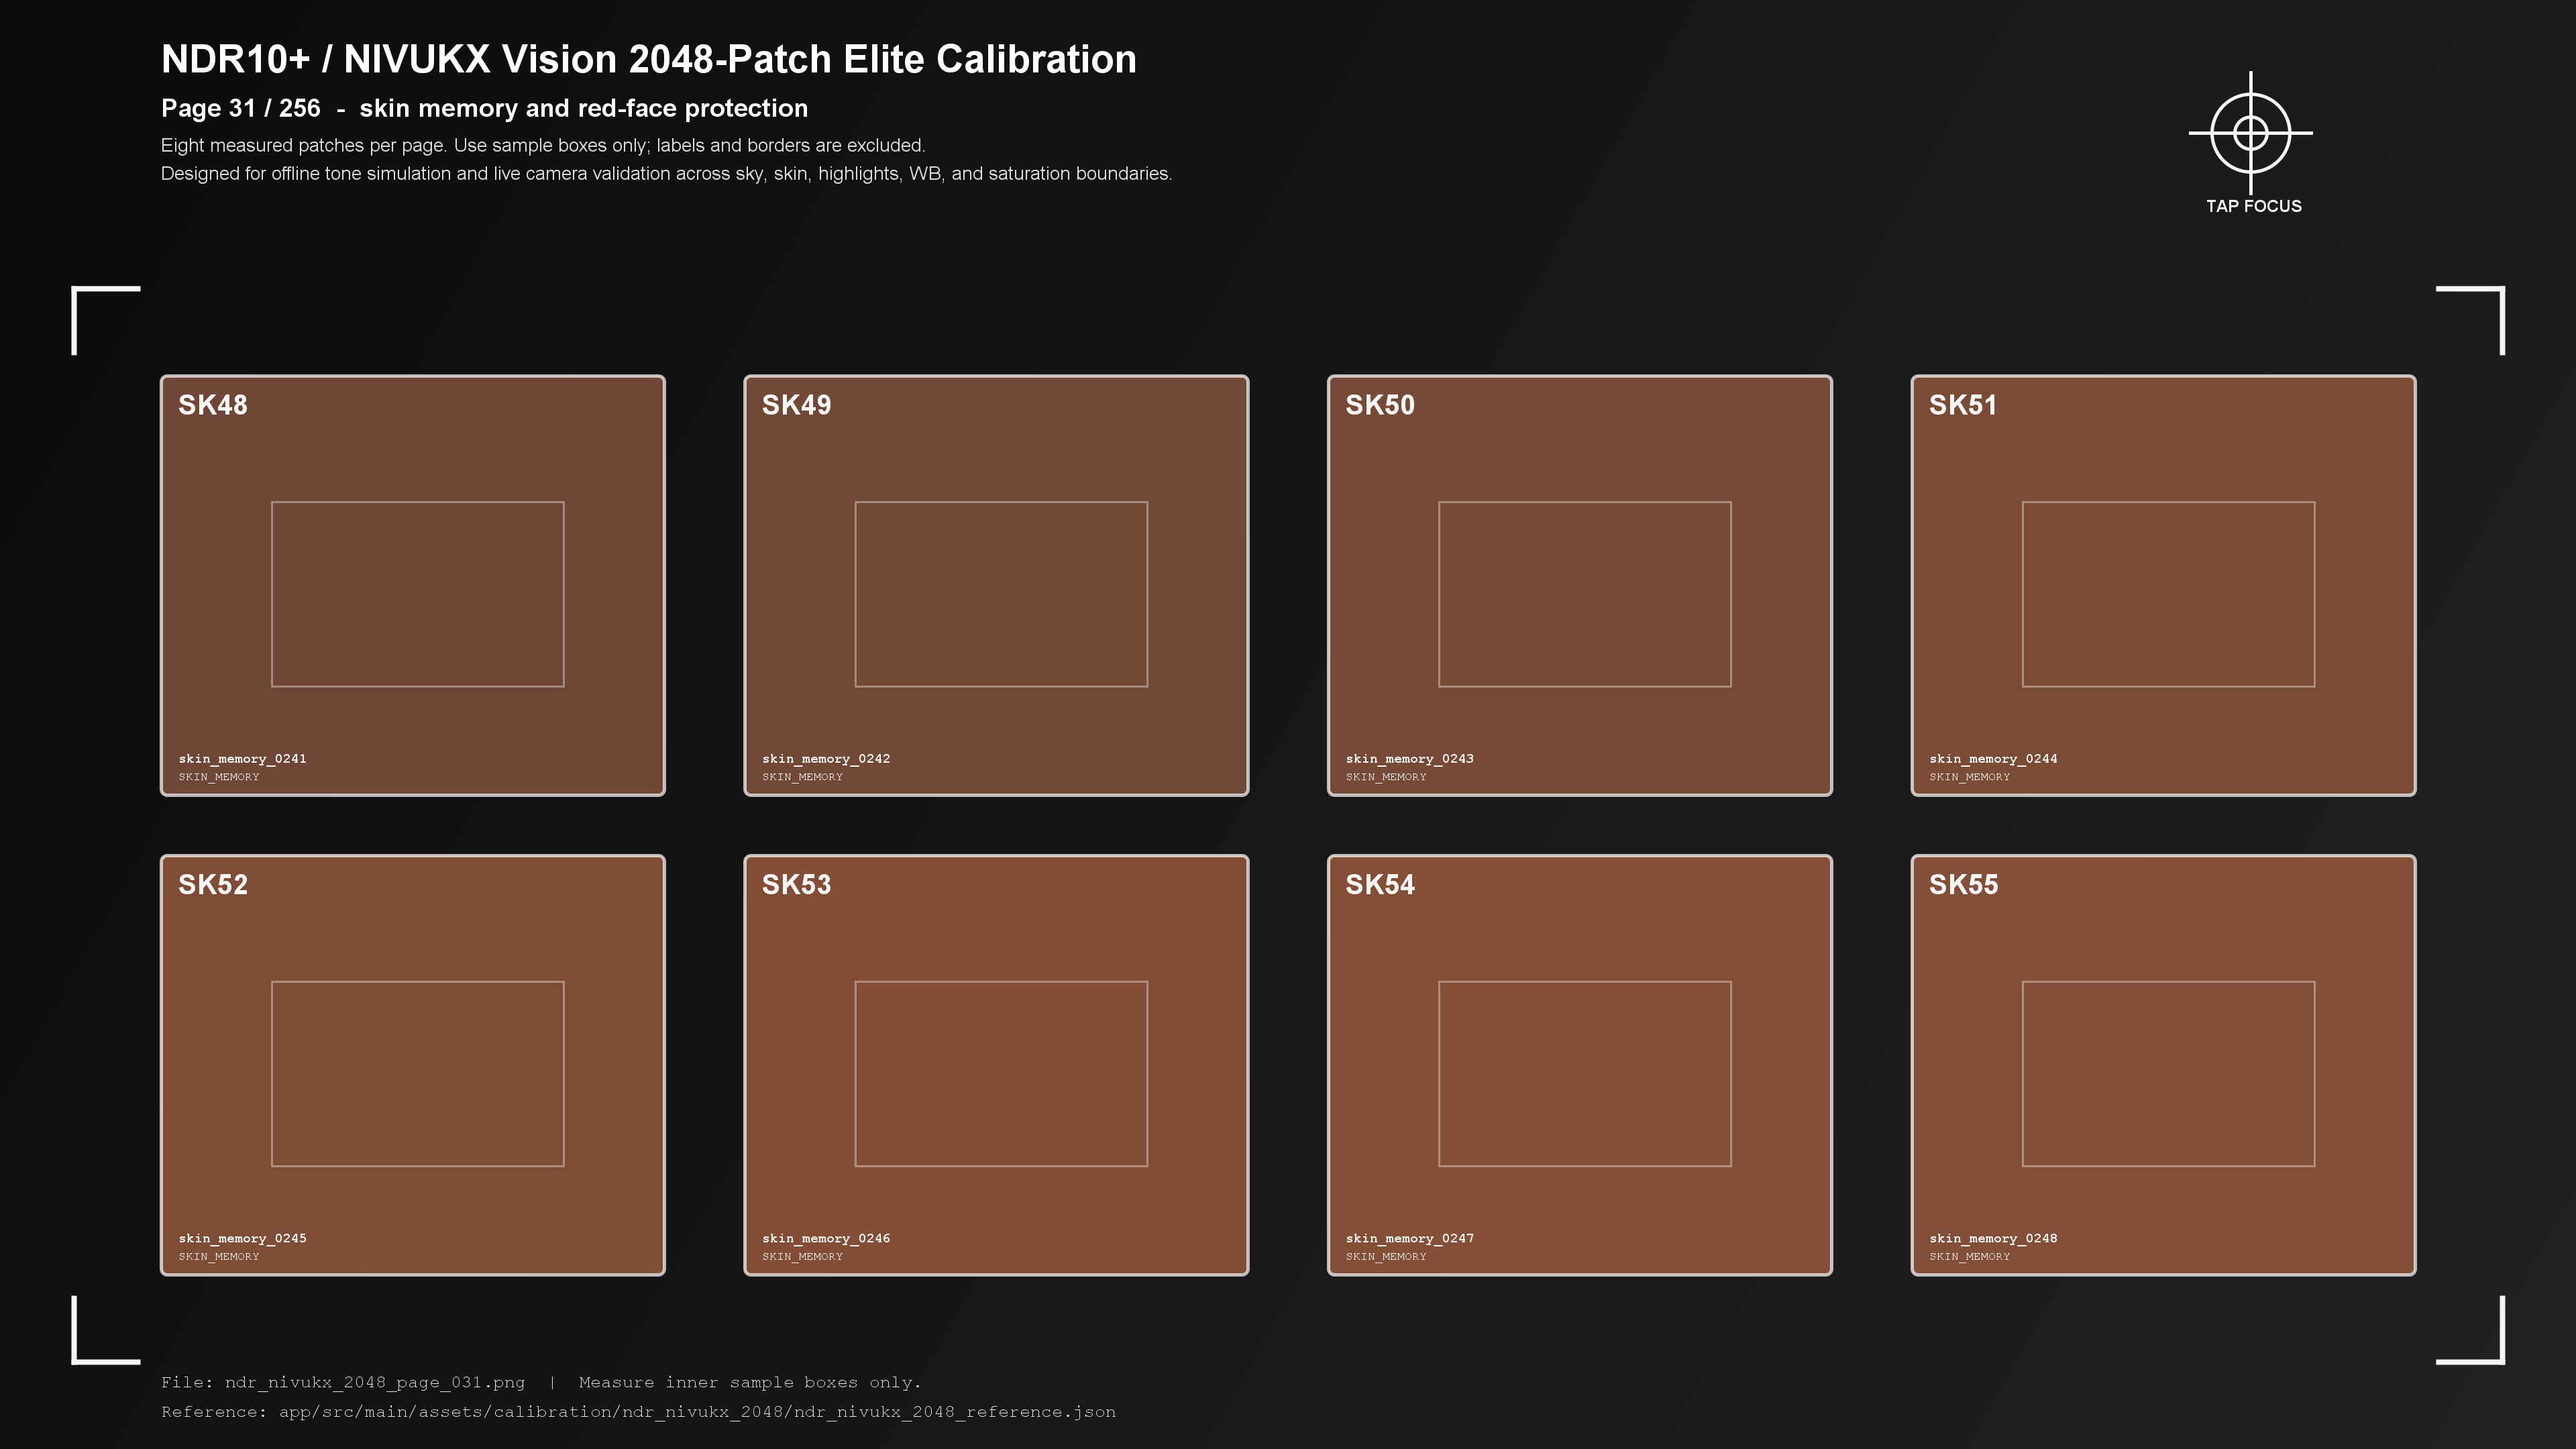 NDR10+ / NIVUKX Vision 2048-Patch Elite Calibration
Page 31 / 256  -  skin memory and red-face protection
Eight measured patches per page. Use sample boxes only; labels and borders are excluded.
Designed for offline tone simulation and live camera validation across sky, skin, highlights, WB, and saturation boundaries.
TAP FOCUS
SK48
skin_memory_0241
SKIN_MEMORY
SK49
skin_memory_0242
SKIN_MEMORY
SK50
skin_memory_0243
SKIN_MEMORY
SK51
skin_memory_0244
SKIN_MEMORY
SK52
skin_memory_0245
SKIN_MEMORY
SK53
skin_memory_0246
SKIN_MEMORY
SK54
skin_memory_0247
SKIN_MEMORY
SK55
skin_memory_0248
SKIN_MEMORY
File: ndr_nivukx_2048_page_031.png  |  Measure inner sample boxes only.
Reference: app/src/main/assets/calibration/ndr_nivukx_2048/ndr_nivukx_2048_reference.json